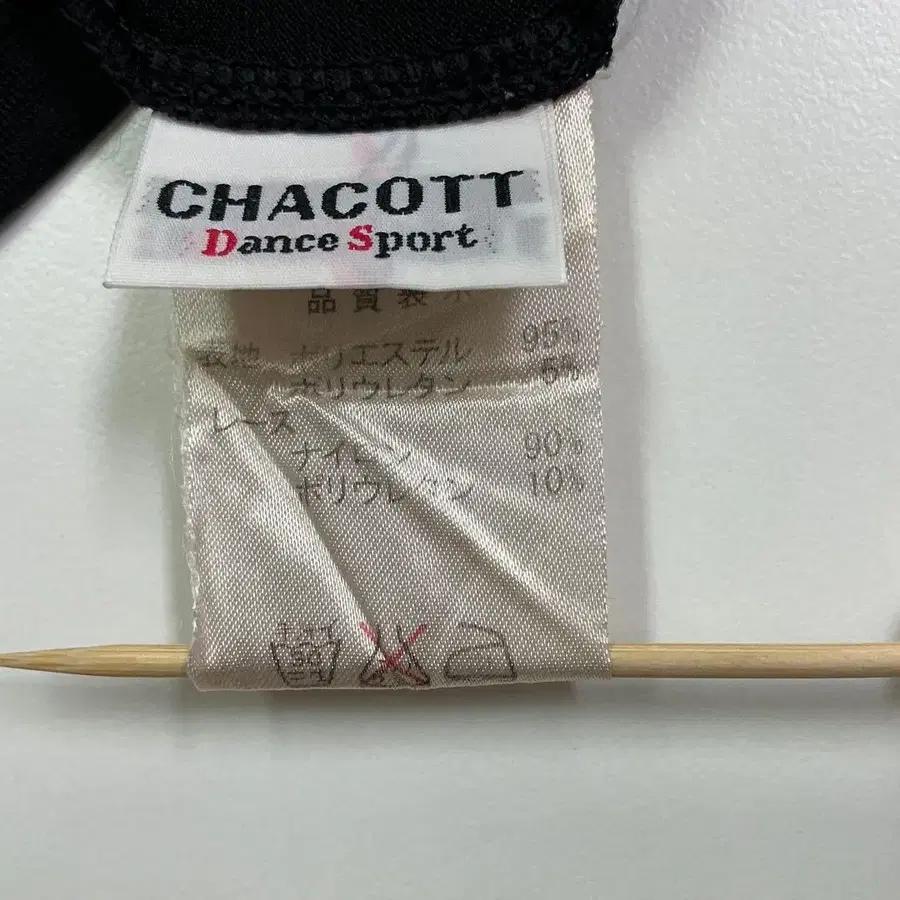 CHACOTT
Dance Sport
品質表示
表地 ポリエステル 95%
ポリウレタン 5%
レース
ナイロン 90%
ポリウレタン 10%
30